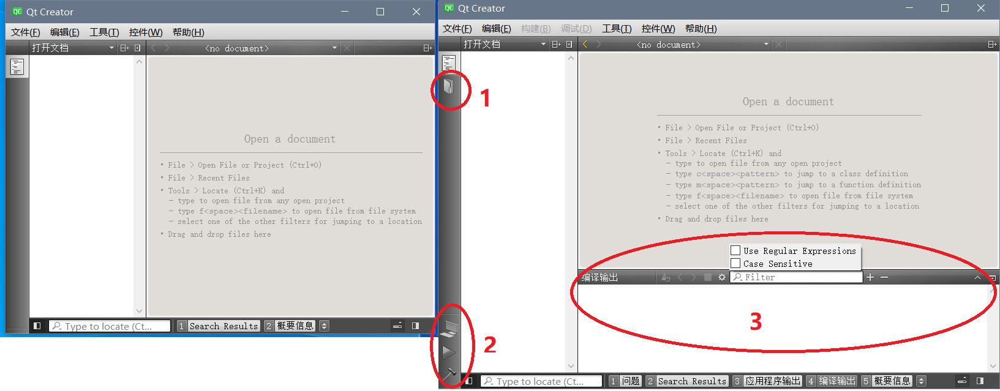 QC Qt Creator
文件(F) 编辑(E) 工具(T) 控件(W) 帮助(H)
打开文档 <no document>
Open a document
• File > Open File or Project (Ctrl+O)
• File > Recent Files
• Tools > Locate (Ctrl+K) and
- type to open file from any open project
- type f<space><filename> to open file from file system
- select one of the other filters for jumping to a location
• Drag and drop files here
Type to locate (Ct... 1 Search Results 2 概要信息
QC Qt Creator
文件(F) 编辑(E) 构建(B) 调试(D) 工具(T) 控件(W) 帮助(H)
打开文档 <no document>
1
Open a document
• File > Open File or Project (Ctrl+O)
• File > Recent Files
• Tools > Locate (Ctrl+K) and
- type to open file from any open project
- type c<space><pattern> to jump to a class definition
- type m<space><pattern> to jump to a function definition
- type f<space><filename> to open file from file system
- select one of the other filters for jumping to a location
• Drag and drop files here
Use Regular Expressions
Case Sensitive
编译输出 Filter
3
2
Type to locate (Ct... 1 问题 2 Search Results 3 应用程序输出 4 编译输出 5 概要信息